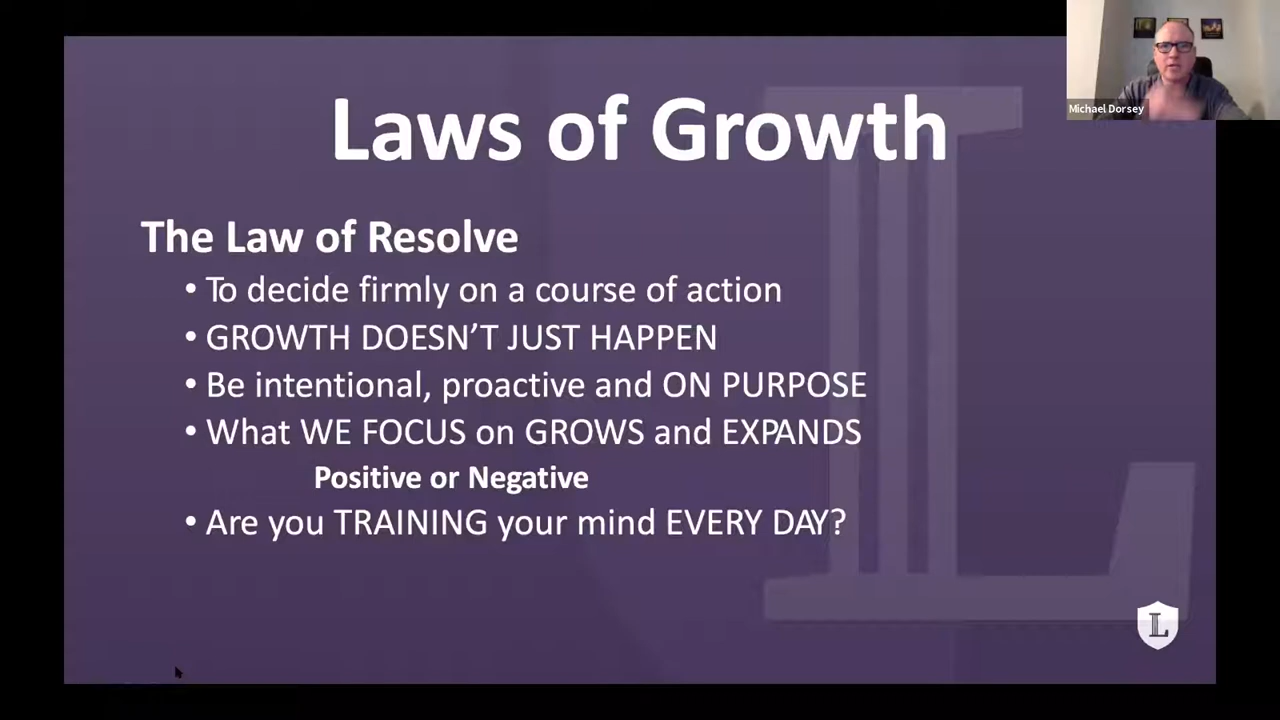 Laws of Growth
Michael Dorsey
The Law of Resolve
• To decide firmly on a course of action
• GROWTH DOESN’T JUST HAPPEN
• Be intentional, proactive and ON PURPOSE
• What WE FOCUS on GROWS and EXPANDS
Positive or Negative
• Are you TRAINING your mind EVERY DAY?
L